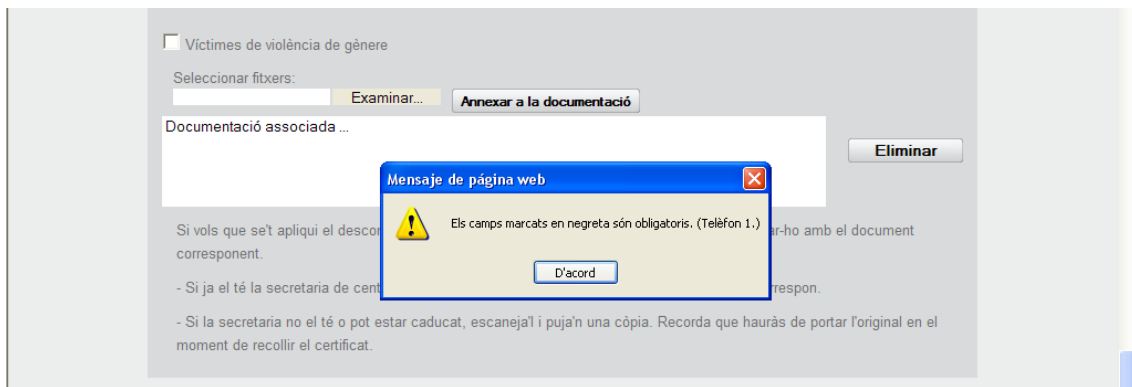 Víctimes de violència de gènere
Seleccionar fitxers:
Examinar...
Annexar a la documentació
Documentació associada ...
Eliminar
Mensaje de página web
Els camps marcats en negreta són obligatoris. (Telèfon 1.)
D'acord
Si vols que se't apliqui el descor ar-ho amb el document
corresponent.
- Si ja el té la secretaria de cent rrespon.
- Si la secretaria no el té o pot estar caducat, escaneja'l i puja'n una còpia. Recorda que hauràs de portar l'original en el
moment de recollir el certificat.